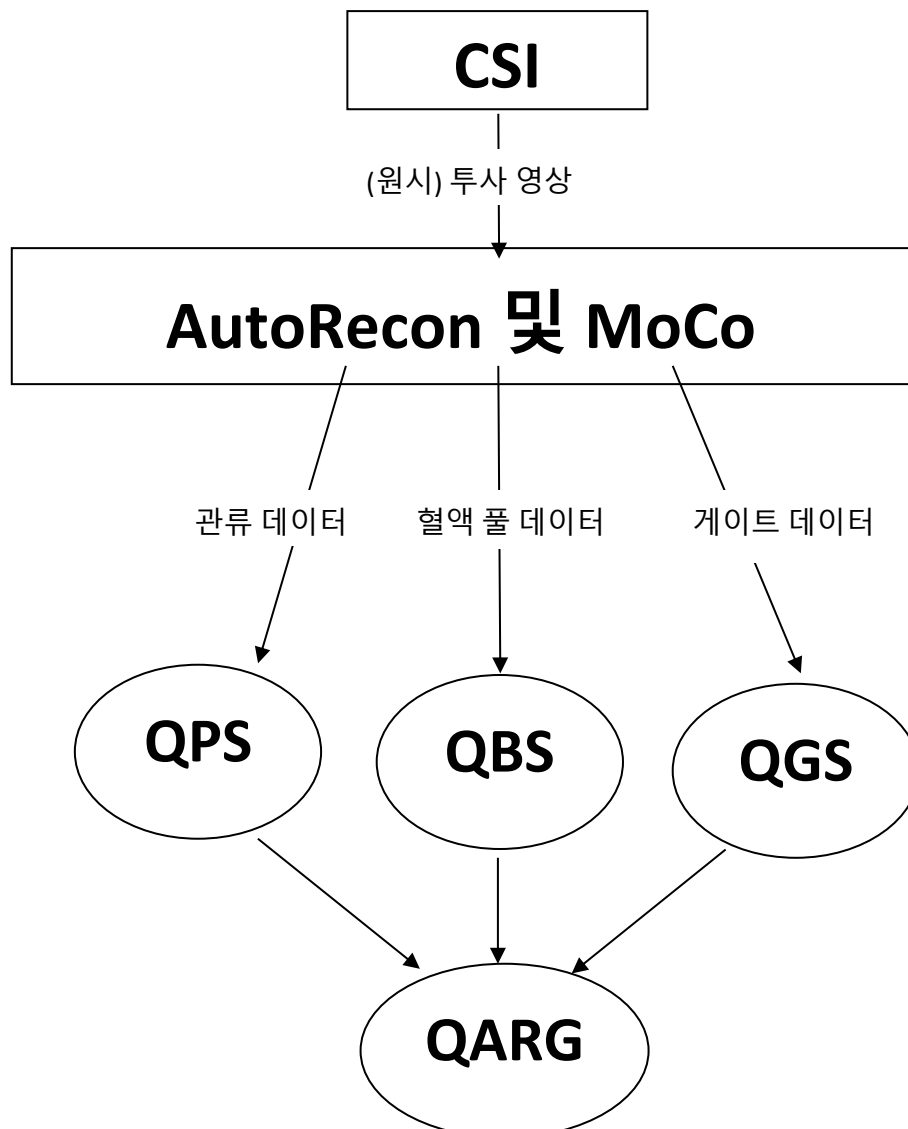 CSI
(원시) 투사 영상
AutoRecon 및 MoCo
관류 데이터
혈액 풀 데이터
게이트 데이터
QPS
QBS
QGS
QARG